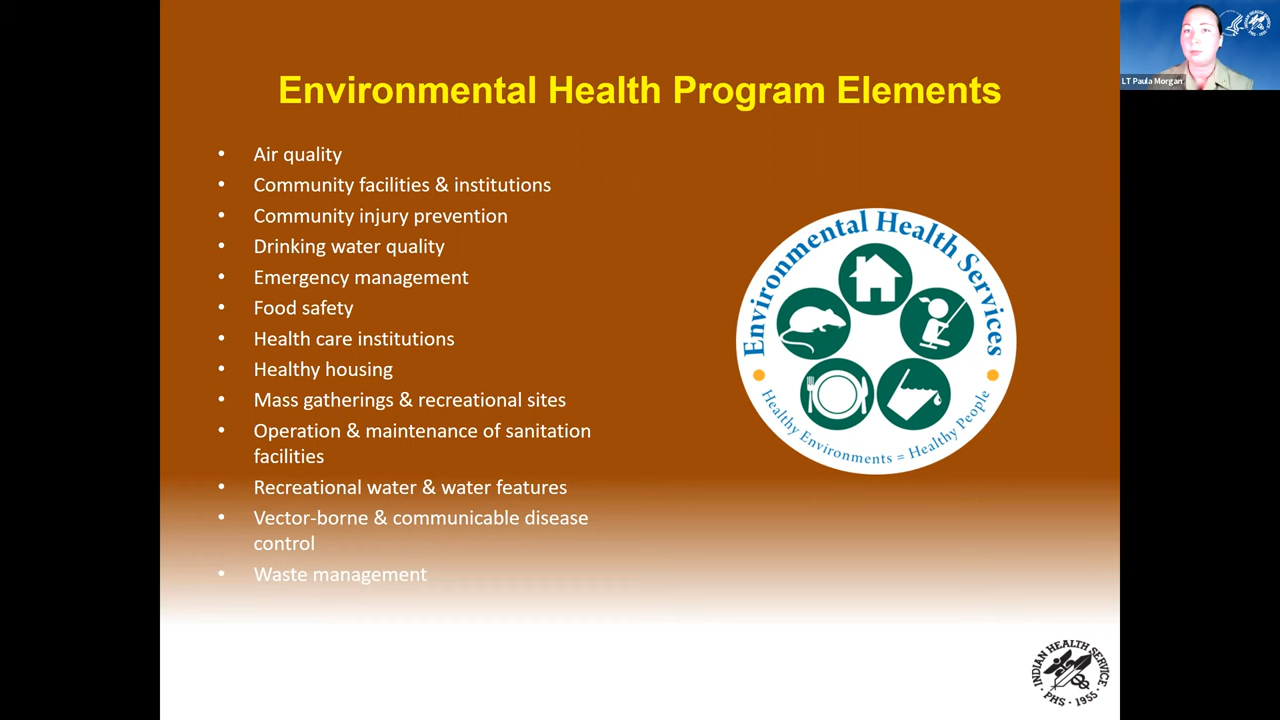 Environmental Health Program Elements
• Air quality
• Community facilities & institutions
• Community injury prevention
• Drinking water quality
• Emergency management
• Food safety
• Health care institutions
• Healthy housing
• Mass gatherings & recreational sites
• Operation & maintenance of sanitation
facilities
• Recreational water & water features
• Vector-borne & communicable disease
control
• Waste management
Environmental Health Services
Healthy Environments = Healthy People
LT Paula Morgan
INDIAN HEALTH SERVICE
PHS · 1955